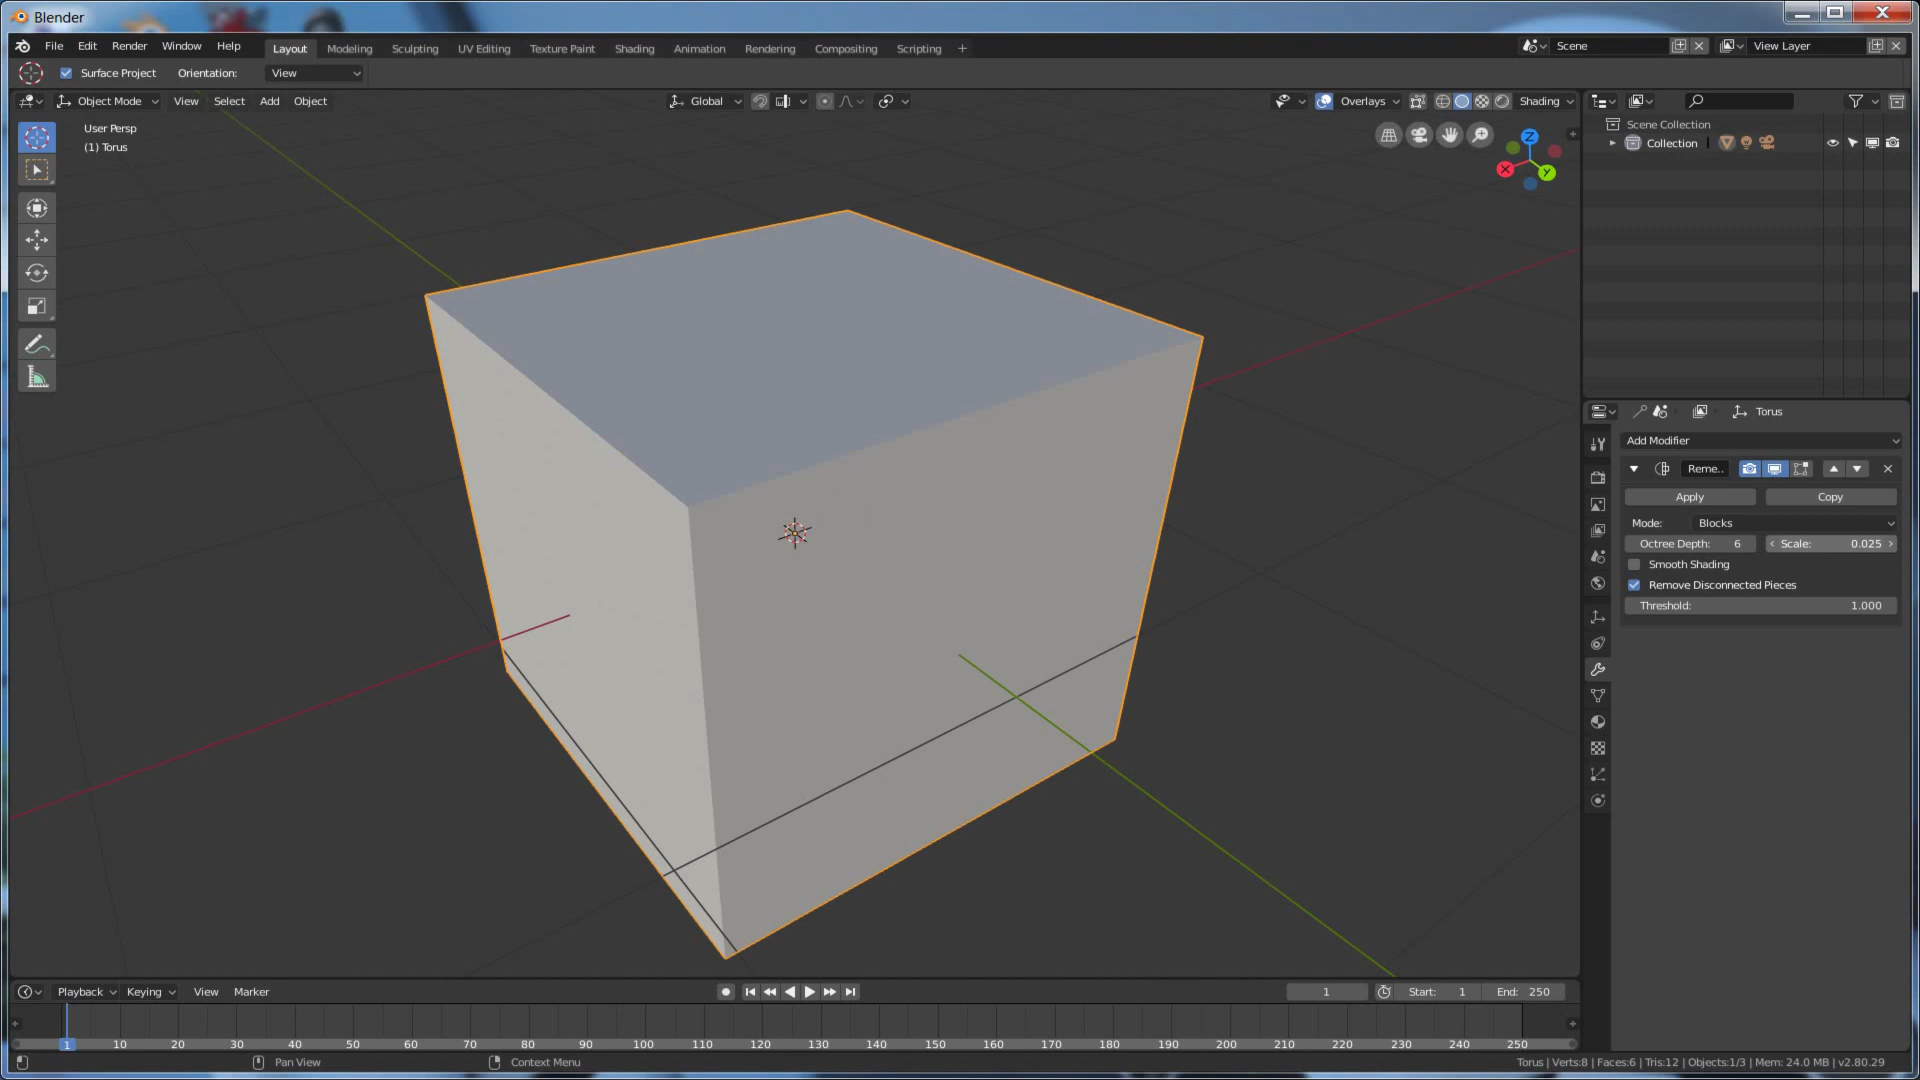 Blender
File Edit Render Window Help Layout Modeling Sculpting UV Editing Texture Paint Shading Animation Rendering Compositing Scripting + Scene View Layer
Surface Project Orientation: View
Object Mode View Select Add Object Global Overlays Shading
User Persp
(1) Torus
Z
X
Y
Scene Collection
Collection
Torus
Add Modifier
Reme..
Apply Copy
Mode: Blocks
Octree Depth: 6 Scale: 0.025
Smooth Shading
Remove Disconnected Pieces
Threshold: 1.000
Playback Keying View Marker 1 Start: 1 End: 250
1 10 20 30 40 50 60 70 80 90 100 110 120 130 140 150 160 170 180 190 200 210 220 230 240 250
Pan View Context Menu Torus | Verts:8 | Faces:6 | Tris:12 | Objects:1/3 | Mem: 24.0 MB | v2.80.29